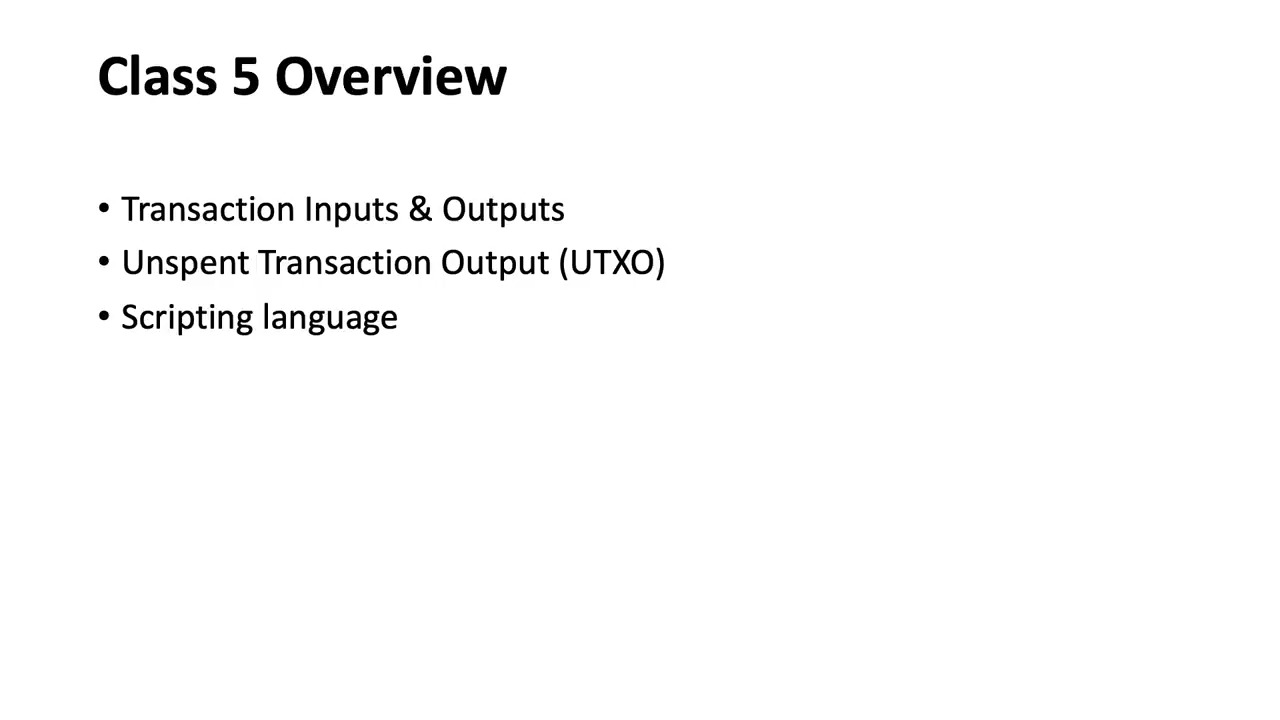 Class 5 Overview
• Transaction Inputs & Outputs
• Unspent Transaction Output (UTXO)
• Scripting language